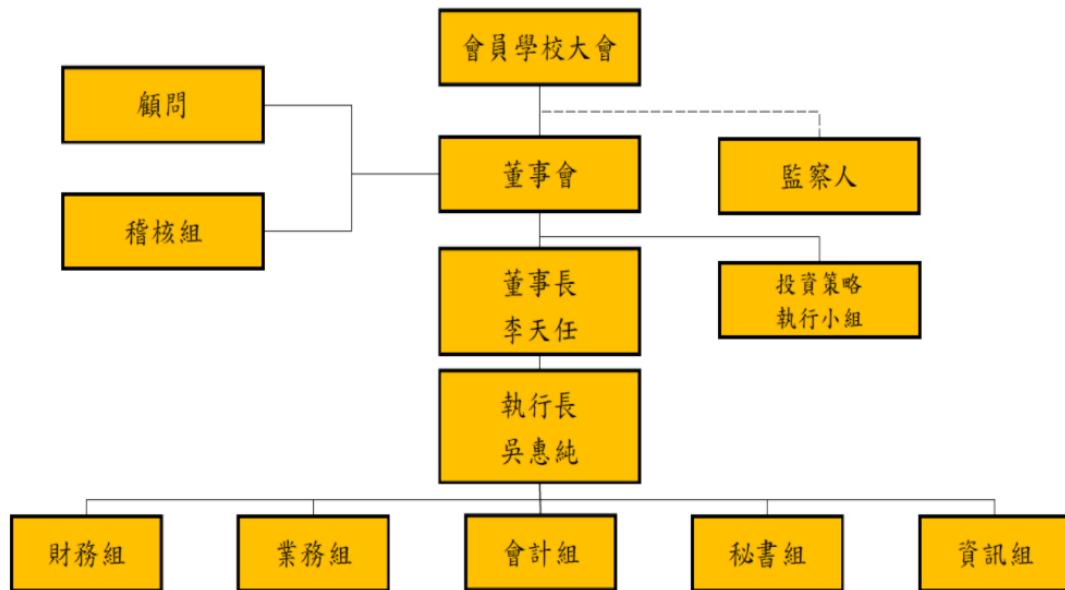 會員學校大會
顧問
董事會
監察人
稽核組
董事長
李天任
投資策略
執行小組
執行長
吳惠純
財務組
業務組
會計組
秘書組
資訊組